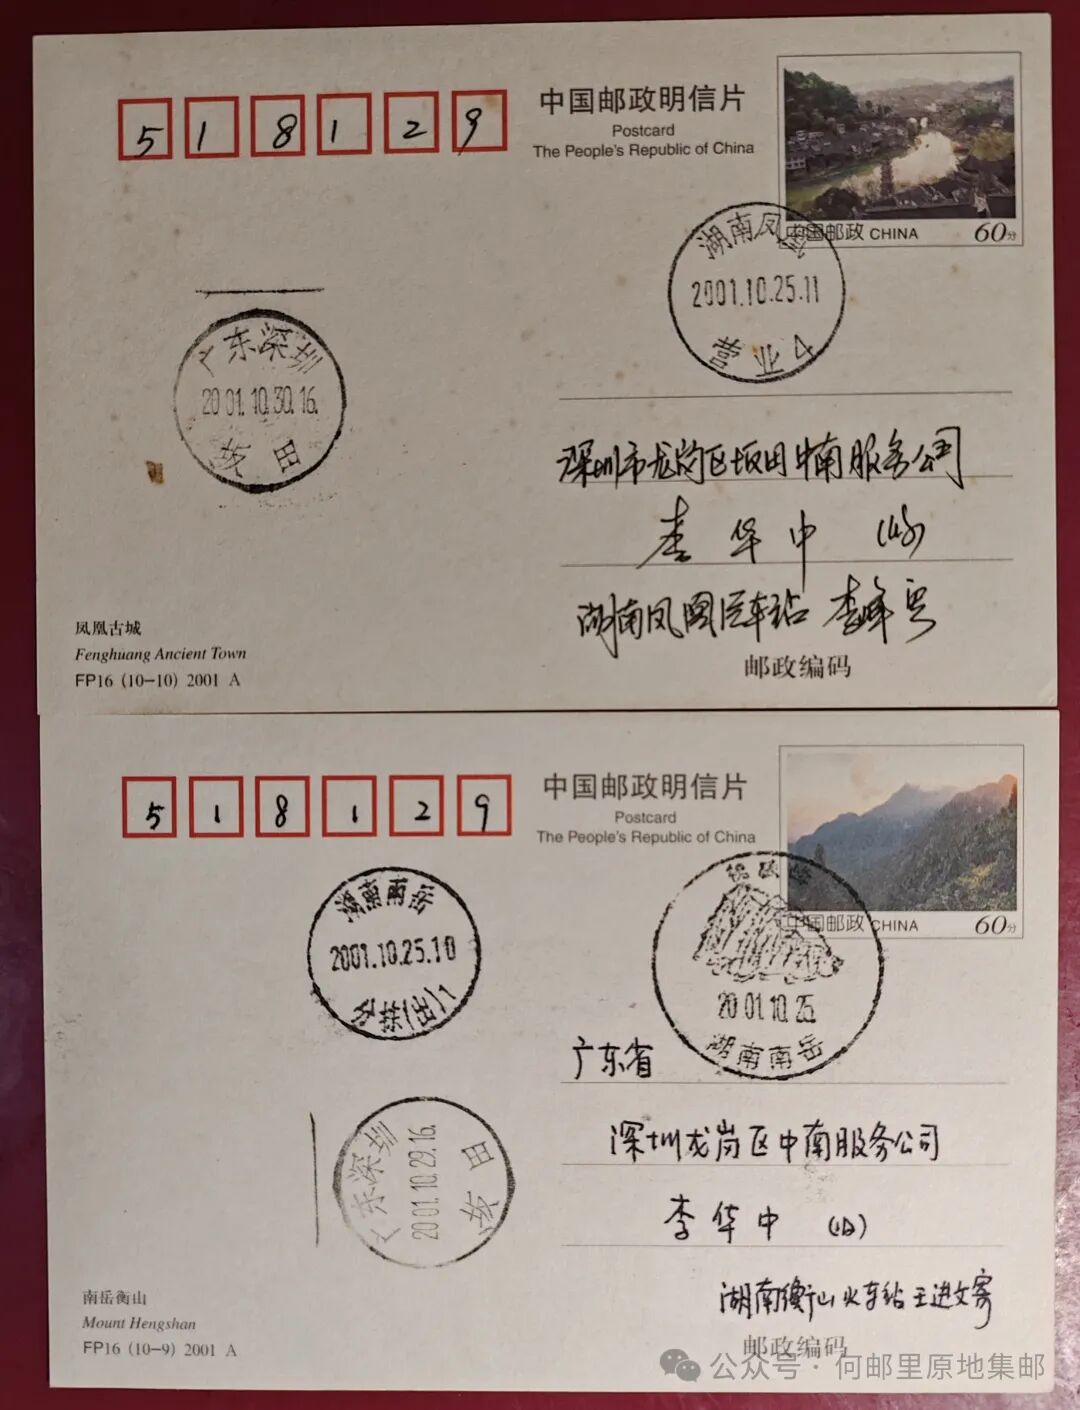 518129
中国邮政明信片
Postcard
The People's Republic of China
中国邮政 CHINA 60分
湖南凤凰
2001.10.25.11
营业 4
广东深圳
2001.10.30.16.
坂田
深圳市龙岗区坂田中南服务公司
李华中 (收)
湖南凤凰汽车站 李峰
邮政编码
凤凰古城
Fenghuang Ancient Town
FP16 (10-10) 2001 A
518129
中国邮政明信片
Postcard
The People's Republic of China
中国邮政 CHINA 60分
湖南南岳
2001.10.25.10
(出)1
2001.10.25
湖南南岳
广东深圳
2001.10.29.16.
坂田
广东省
深圳龙岗区中南服务公司
李华中 (收)
湖南衡山火车站王进文寄
邮政编码
南岳衡山
Mount Hengshan
FP16 (10-9) 2001 A
公众号·何邮里原地集邮